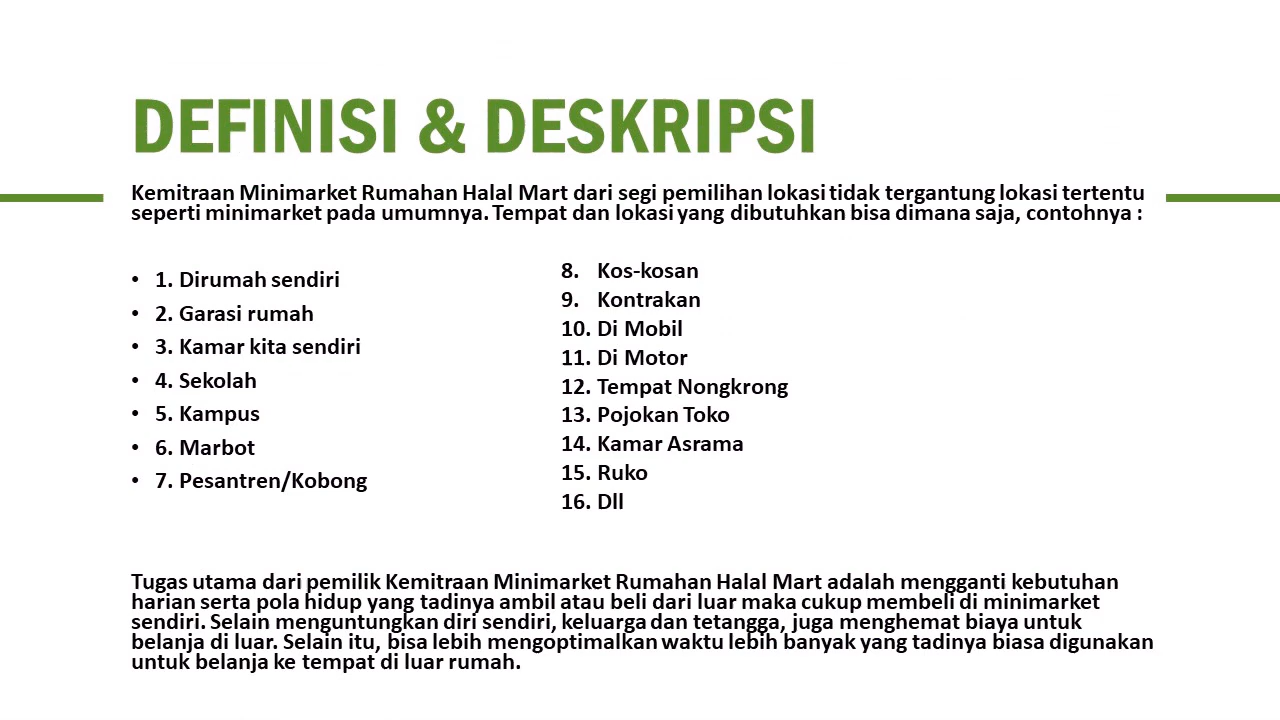 DEFINISI & DESKRIPSI
Kemitraan Minimarket Rumahan Halal Mart dari segi pemilihan lokasi tidak tergantung lokasi tertentu
seperti minimarket pada umumnya. Tempat dan lokasi yang dibutuhkan bisa dimana saja, contohnya :
• 1. Dirumah sendiri
• 2. Garasi rumah
• 3. Kamar kita sendiri
• 4. Sekolah
• 5. Kampus
• 6. Marbot
• 7. Pesantren/Kobong
8. Kos-kosan
9. Kontrakan
10. Di Mobil
11. Di Motor
12. Tempat Nongkrong
13. Pojokan Toko
14. Kamar Asrama
15. Ruko
16. Dll
Tugas utama dari pemilik Kemitraan Minimarket Rumahan Halal Mart adalah mengganti kebutuhan
harian serta pola hidup yang tadinya ambil atau beli dari luar maka cukup membeli di minimarket
sendiri. Selain menguntungkan diri sendiri, keluarga dan tetangga, juga menghemat biaya untuk
belanja di luar. Selain itu, bisa lebih mengoptimalkan waktu lebih banyak yang tadinya biasa digunakan
untuk belanja ke tempat di luar rumah.